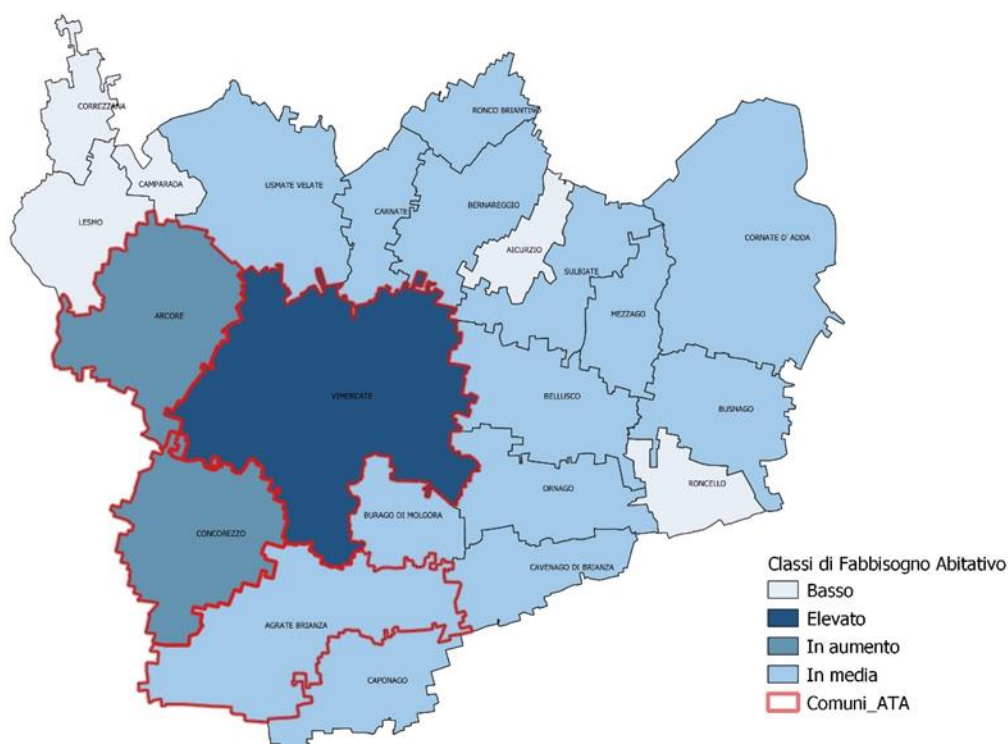 CORREZZANA
RONCO BRIANTINO
CAMPARADA
USMATE VELATE
LESMO
CARNATE
BERNAREGGIO
CORNATE D`ADDA
AICURZIO
SULBIATE
ARCORE
MEZZAGO
VIMERCATE
BELLUSCO
BUSNAGO
RONCELLO
ORNAGO
BURAGO DI MOLGORA
CONCOREZZO
CAVENAGO DI BRIANZA
AGRATE BRIANZA
CAPONAGO
Classi di Fabbisogno Abitativo
Basso
Elevato
In aumento
In media
Comuni_ATA